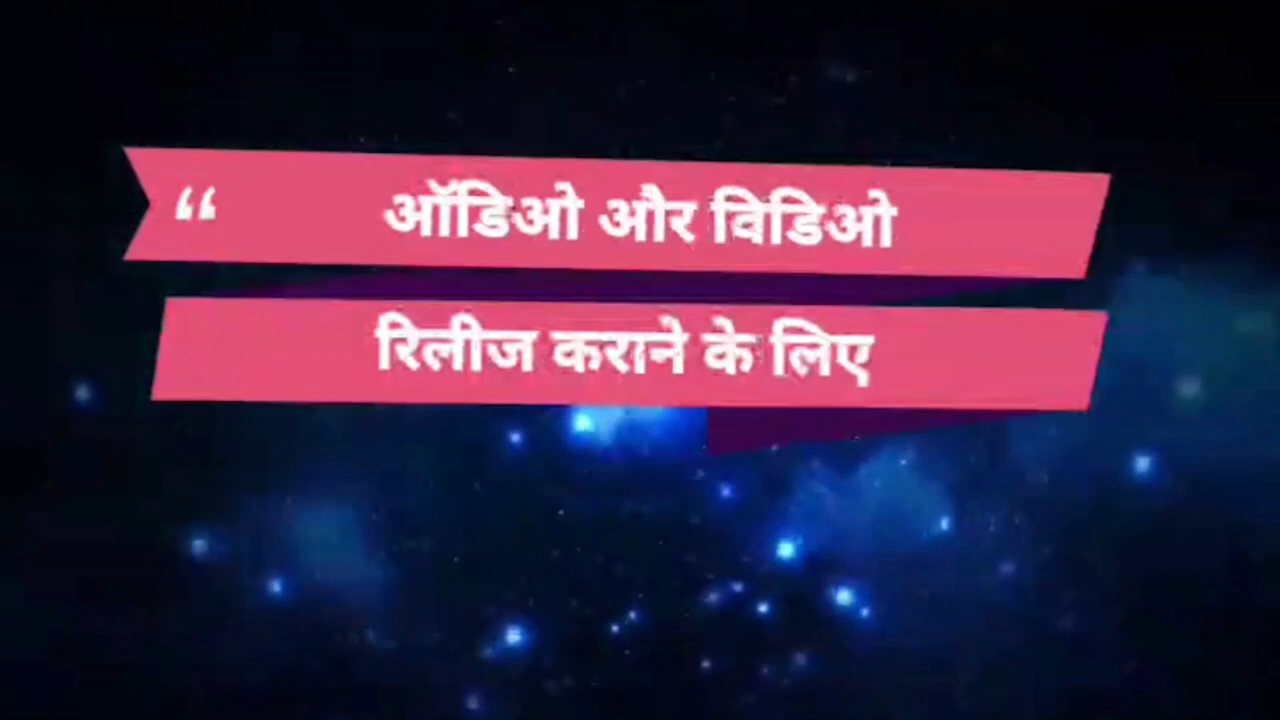 “ ऑडिओ और विडिओ
रिलीज कराने के लिए